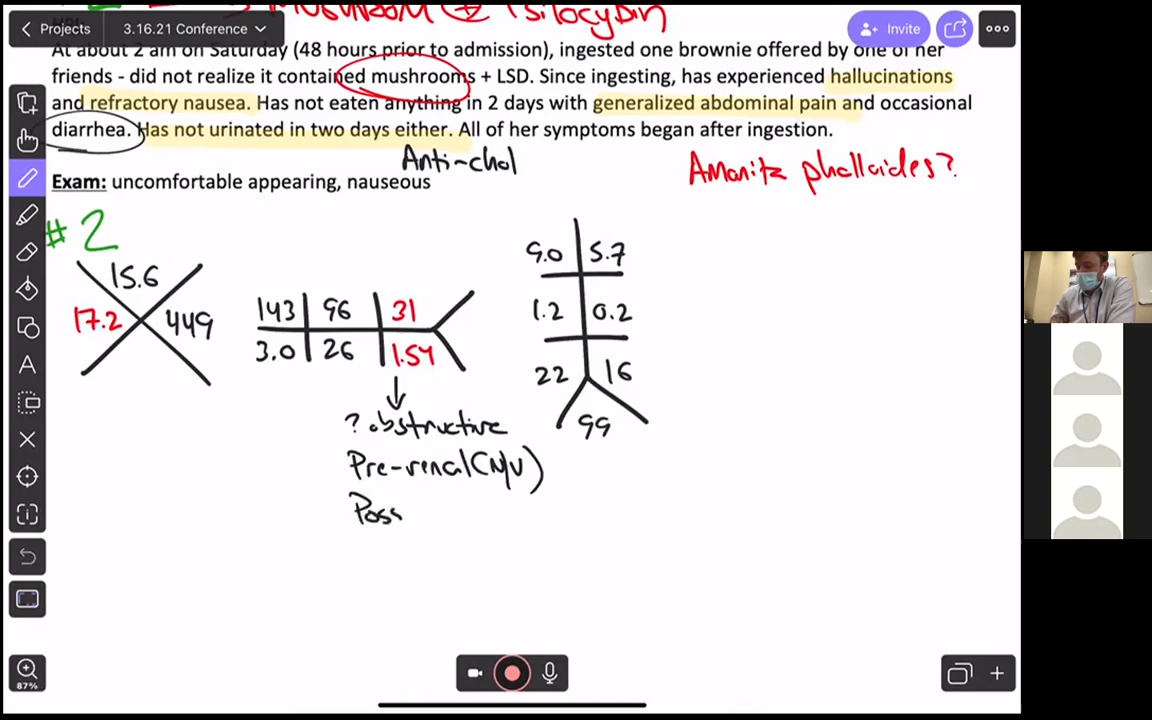 Projects
3.16.21 Conference
Invite
MUSHROOM
Psilocybin
At about 2 am on Saturday (48 hours prior to admission), ingested one brownie offered by one of her
friends - did not realize it contained mushrooms + LSD. Since ingesting, has experienced hallucinations
and refractory nausea. Has not eaten anything in 2 days with generalized abdominal pain and occasional
diarrhea. Has not urinated in two days either. All of her symptoms began after ingestion.
Anti-chol
Amanita phalloides?
Exam: uncomfortable appearing, nauseous
#2
15.6
17.2
449
143 96 31
3.0 26 1.54
9.0 5.7
1.2 0.2
22 16
99
? obstructive
Pre-renal (N/V)
Poss
87%